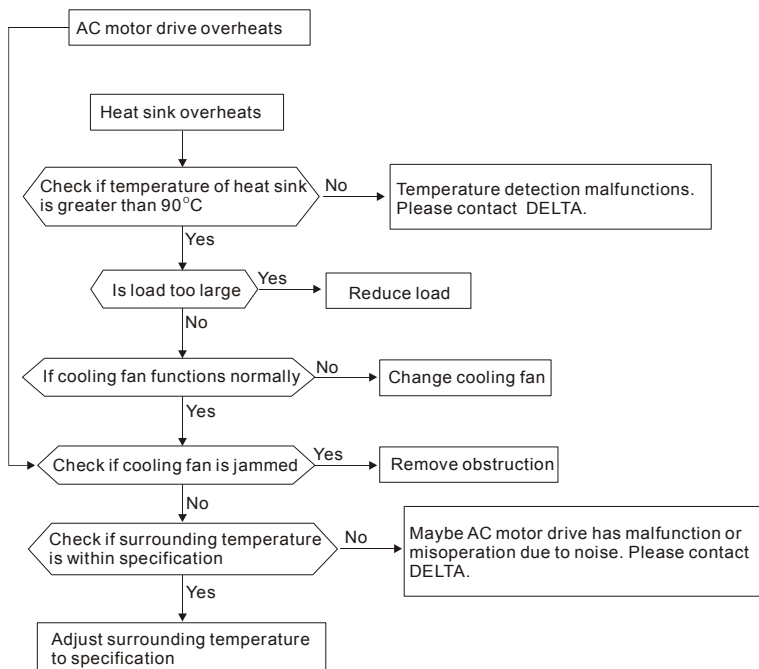 AC motor drive overheats
Heat sink overheats
Check if temperature of heat sink
is greater than 90°C
No
Temperature detection malfunctions.
Please contact DELTA.
Yes
Is load too large
Yes
Reduce load
No
If cooling fan functions normally
No
Change cooling fan
Yes
Check if cooling fan is jammed
Yes
Remove obstruction
No
Check if surrounding temperature
is within specification
No
Maybe AC motor drive has malfunction or
misoperation due to noise. Please contact
DELTA.
Yes
Adjust surrounding temperature
to specification